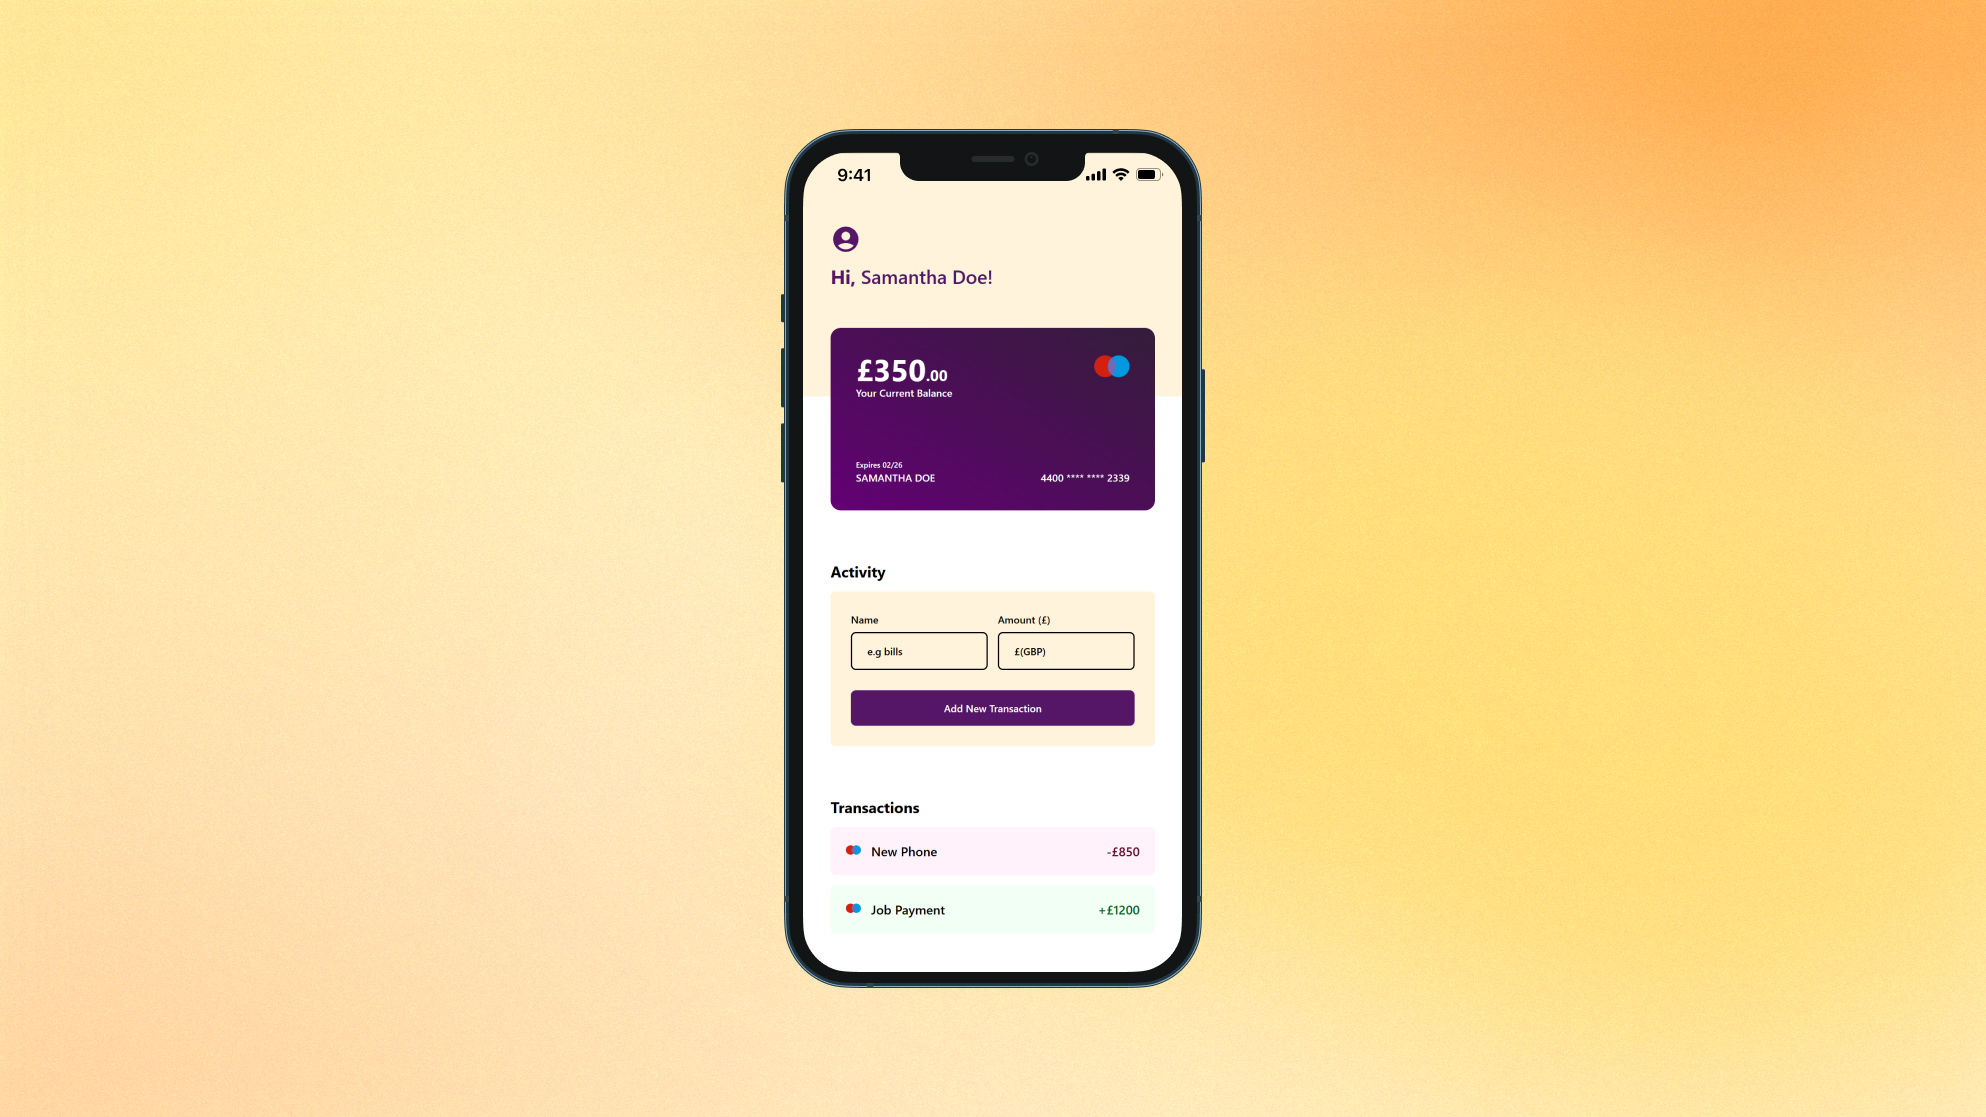 9:41
Hi, Samantha Doe!
£350.00
Your Current Balance
Expires 02/26
SAMANTHA DOE
4400 **** **** 2339
Activity
Name
Amount (£)
e.g bills
£(GBP)
Add New Transaction
Transactions
New Phone
-£850
Job Payment
+£1200